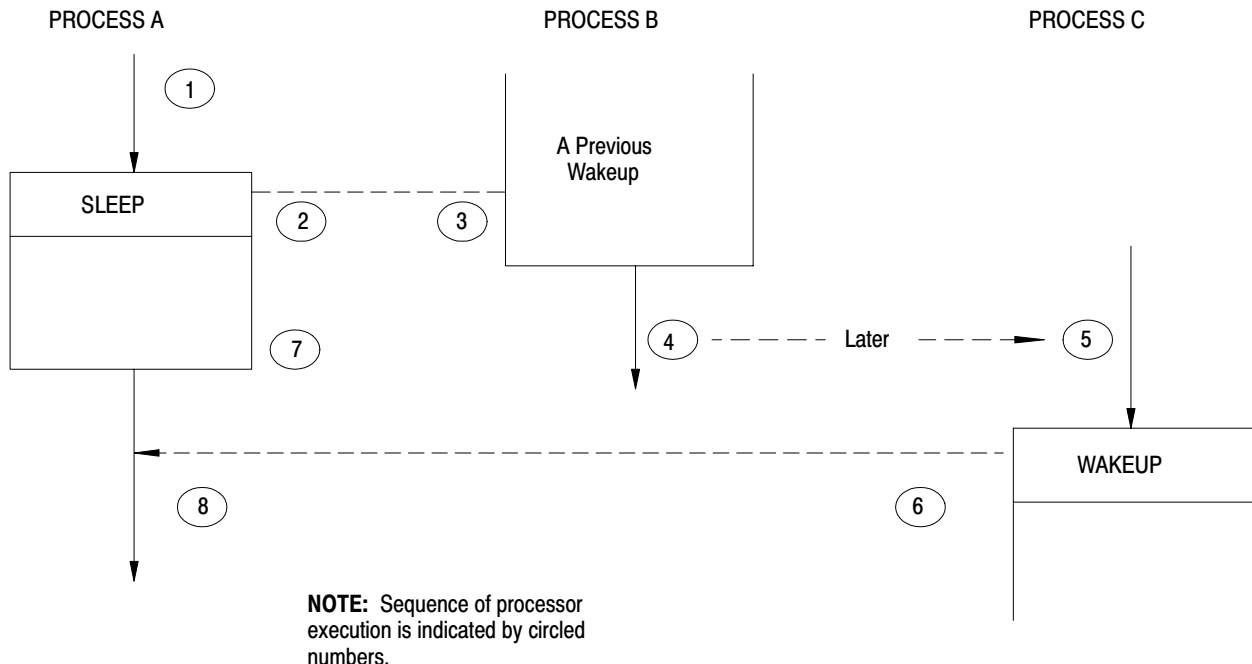 PROCESS A
PROCESS B
PROCESS C
1
A Previous
Wakeup
SLEEP
2
3
7
4
Later
5
WAKEUP
8
6
NOTE: Sequence of processor
execution is indicated by circled
numbers.